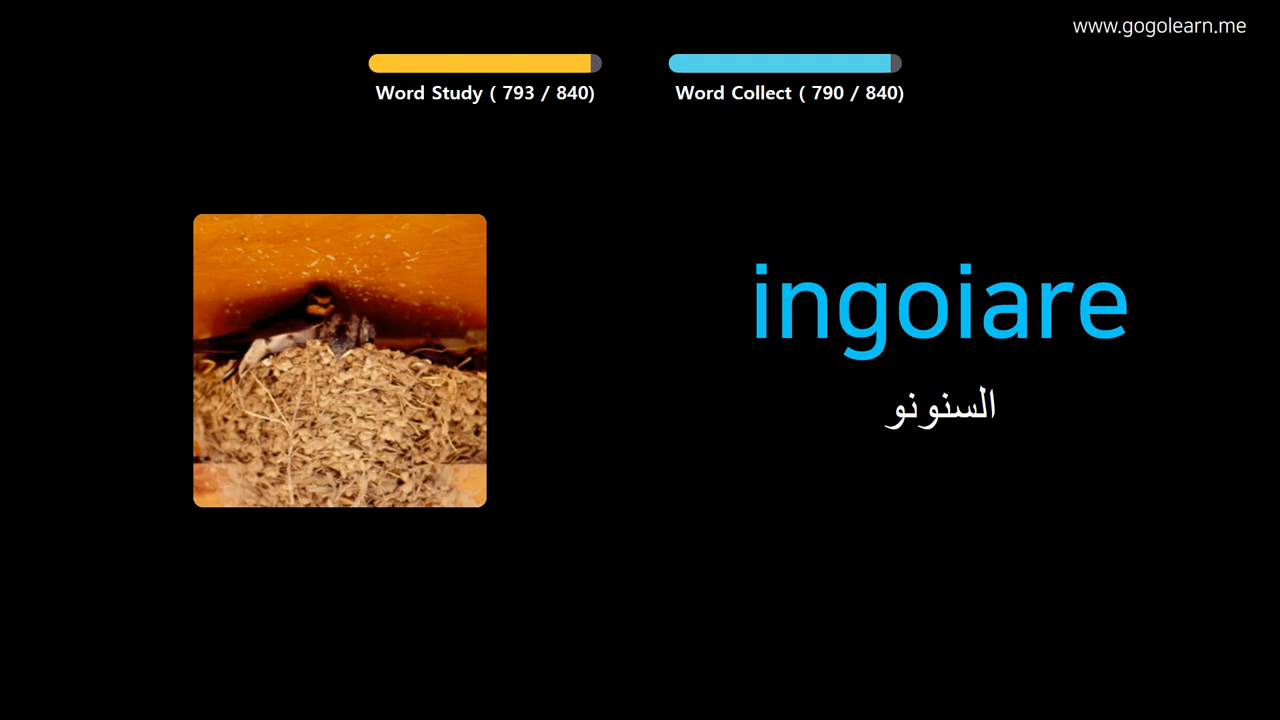 www.gogolearn.me
Word Study ( 793 / 840)
Word Collect ( 790 / 840)
ingoiare
السنونو